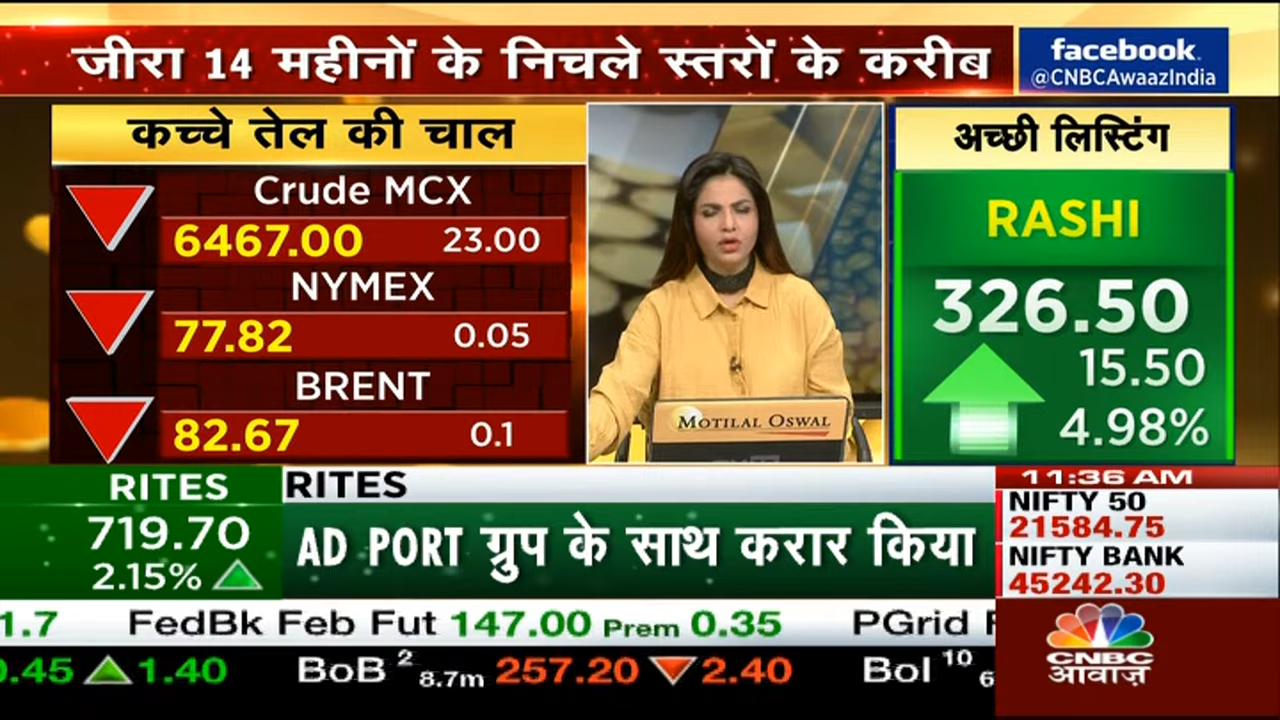 जीरा 14 महीनों के निचले स्तरों के करीब
facebook
@CNBCAwaazIndia
कच्चे तेल की चाल
Crude MCX
6467.00 23.00
NYMEX
77.82 0.05
BRENT
82.67 0.1
MOTILAL OSWAL
अच्छी लिस्टिंग
RASHI
326.50
15.50
4.98%
RITES
719.70
2.15%
RITES
AD PORT ग्रुप के साथ करार किया
11:36 AM
NIFTY 50
21584.75
NIFTY BANK
45242.30
1.7 FedBk Feb Fut 147.00 Prem 0.35 PGrid F
0.45 1.40 BoB 2 8.7m 257.20 2.40 BoI 10 6
CNBC
आवाज़